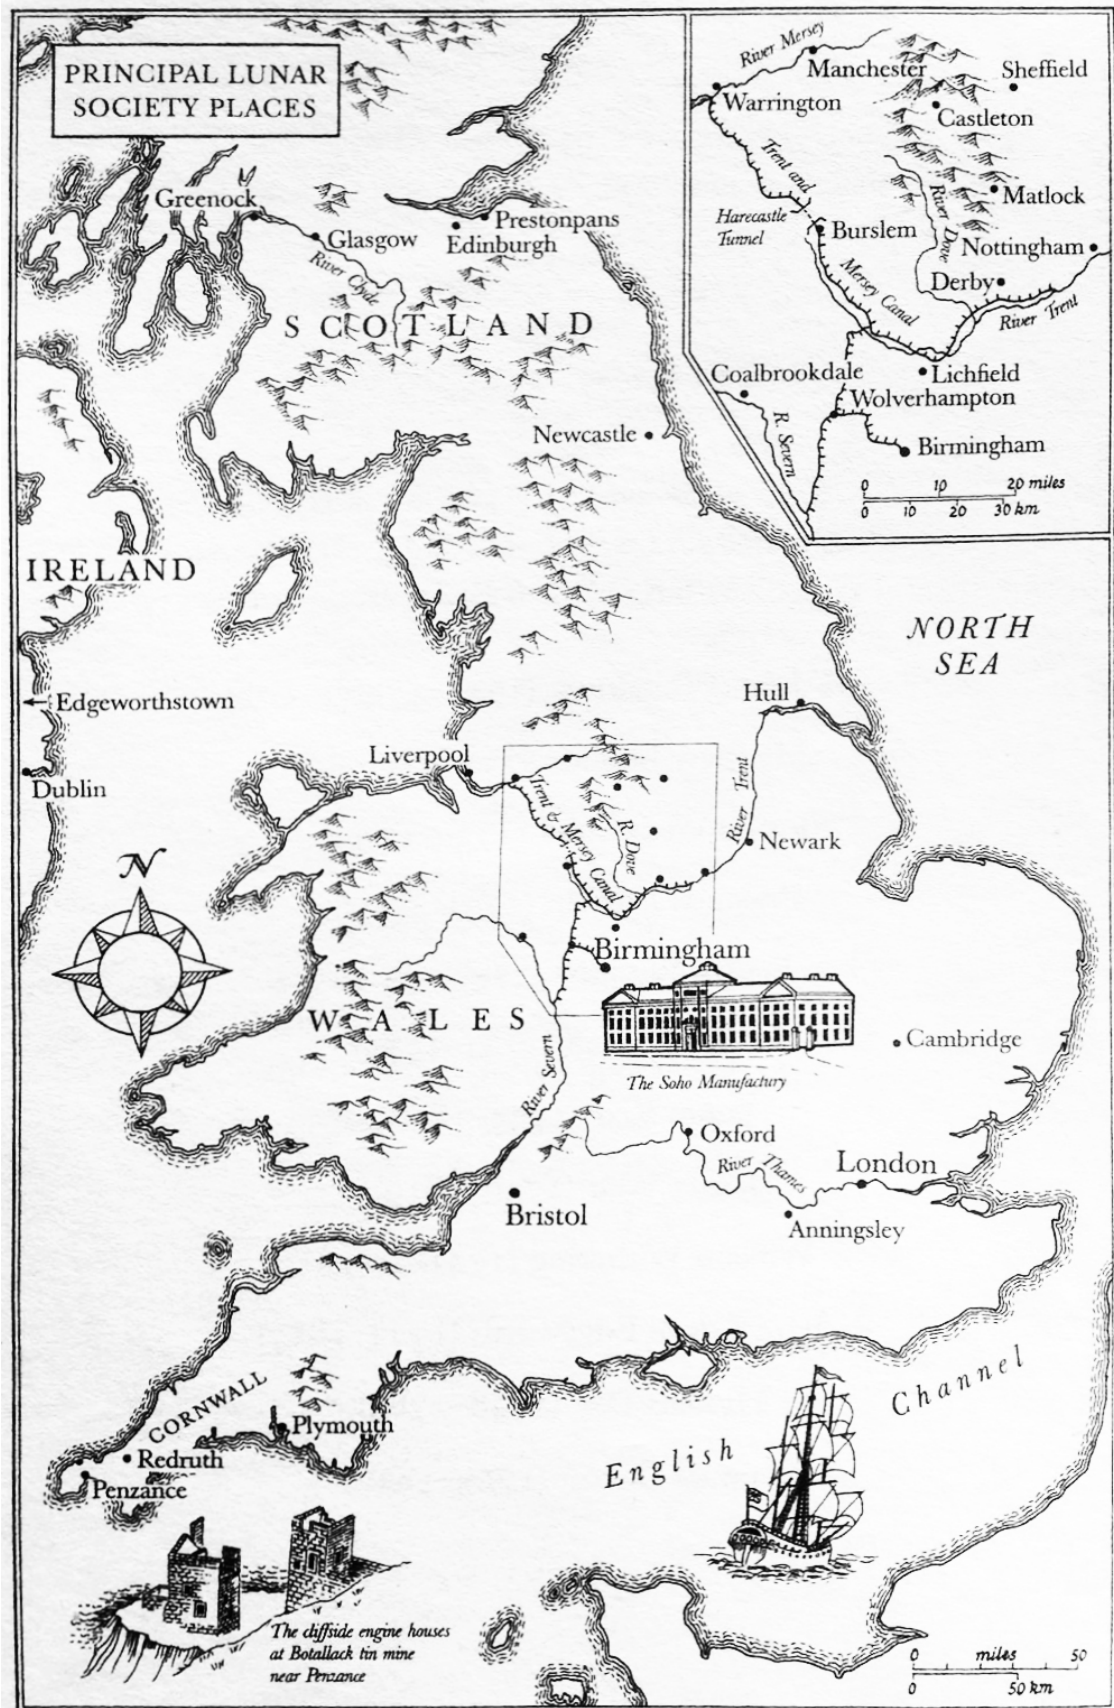 PRINCIPAL LUNAR
SOCIETY PLACES
River Mersey
Manchester
Sheffield
Warrington
Castleton
Trent and
Matlock
Harecastle
Tunnel
Burslem
River Dove
Nottingham
Mersey Canal
Derby
River Trent
Coalbrookdale
Lichfield
Wolverhampton
R. Severn
Birmingham
0 10 20 miles
0 10 20 30 km
Greenock
Glasgow
Prestonpans
Edinburgh
River Clyde
SCOTLAND
Newcastle
IRELAND
NORTH
SEA
Edgeworthstown
Hull
Liverpool
Dublin
Trent & Mersey Canal
R. Dove
River Trent
Newark
N
Birmingham
WALES
River Severn
The Soho Manufactury
Cambridge
Oxford
River Thames
London
Bristol
Anningsley
CORNWALL
Plymouth
English Channel
Redruth
Penzance
The cliffside engine houses
at Botallack tin mine
near Penzance
0 miles 50
0 50 km